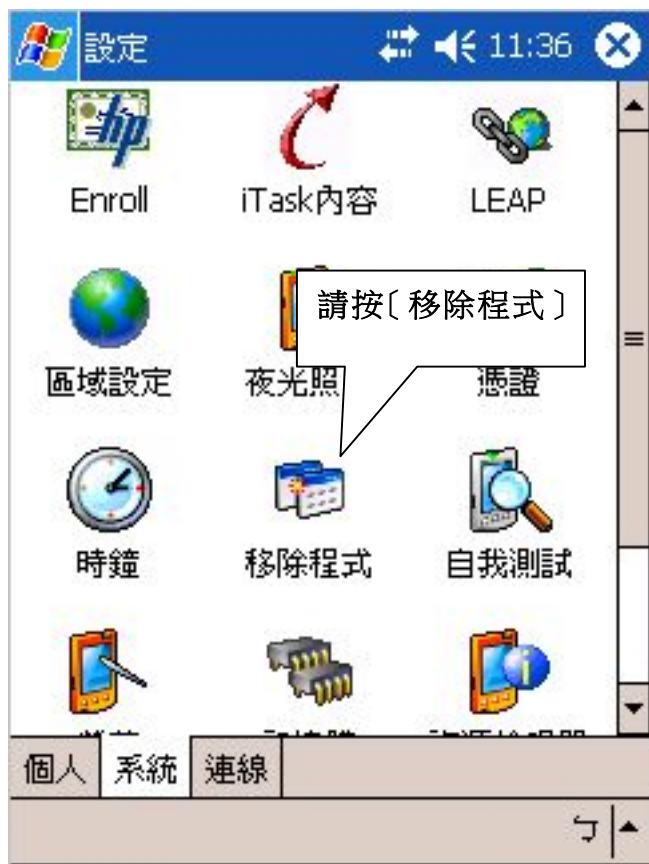 設定 11:36
hp
Enroll iTask內容 LEAP
請按〔移除程式〕
區域設定 夜光照 憑證
時鐘 移除程式 自我測試
個人 系統 連線
ㄅ